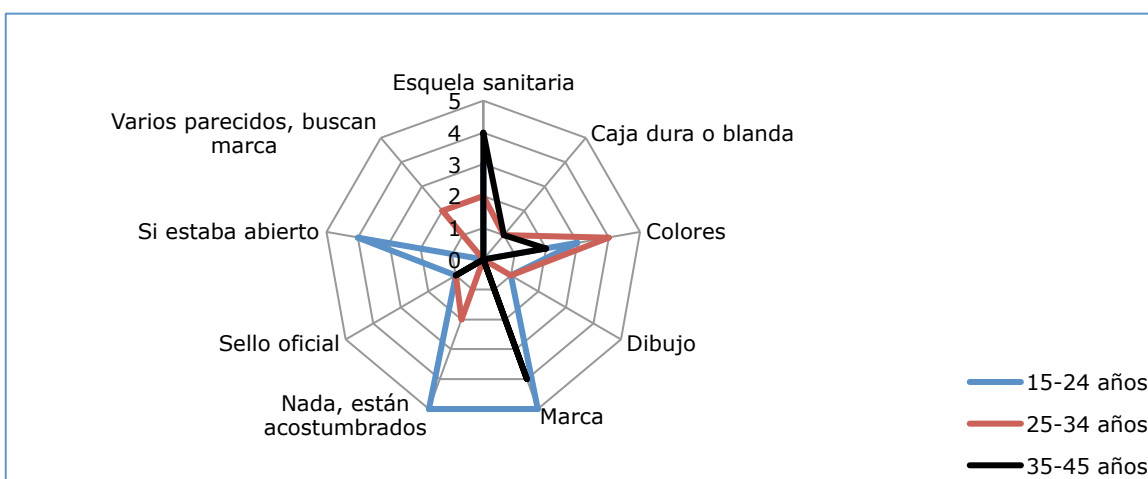 Esquela sanitaria
5
4
3
2
1
0
Caja dura o blanda
Colores
Dibujo
Marca
Nada, están
acostumbrados
Sello oficial
Si estaba abierto
Varios parecidos, buscan
marca
15-24 años
25-34 años
35-45 años